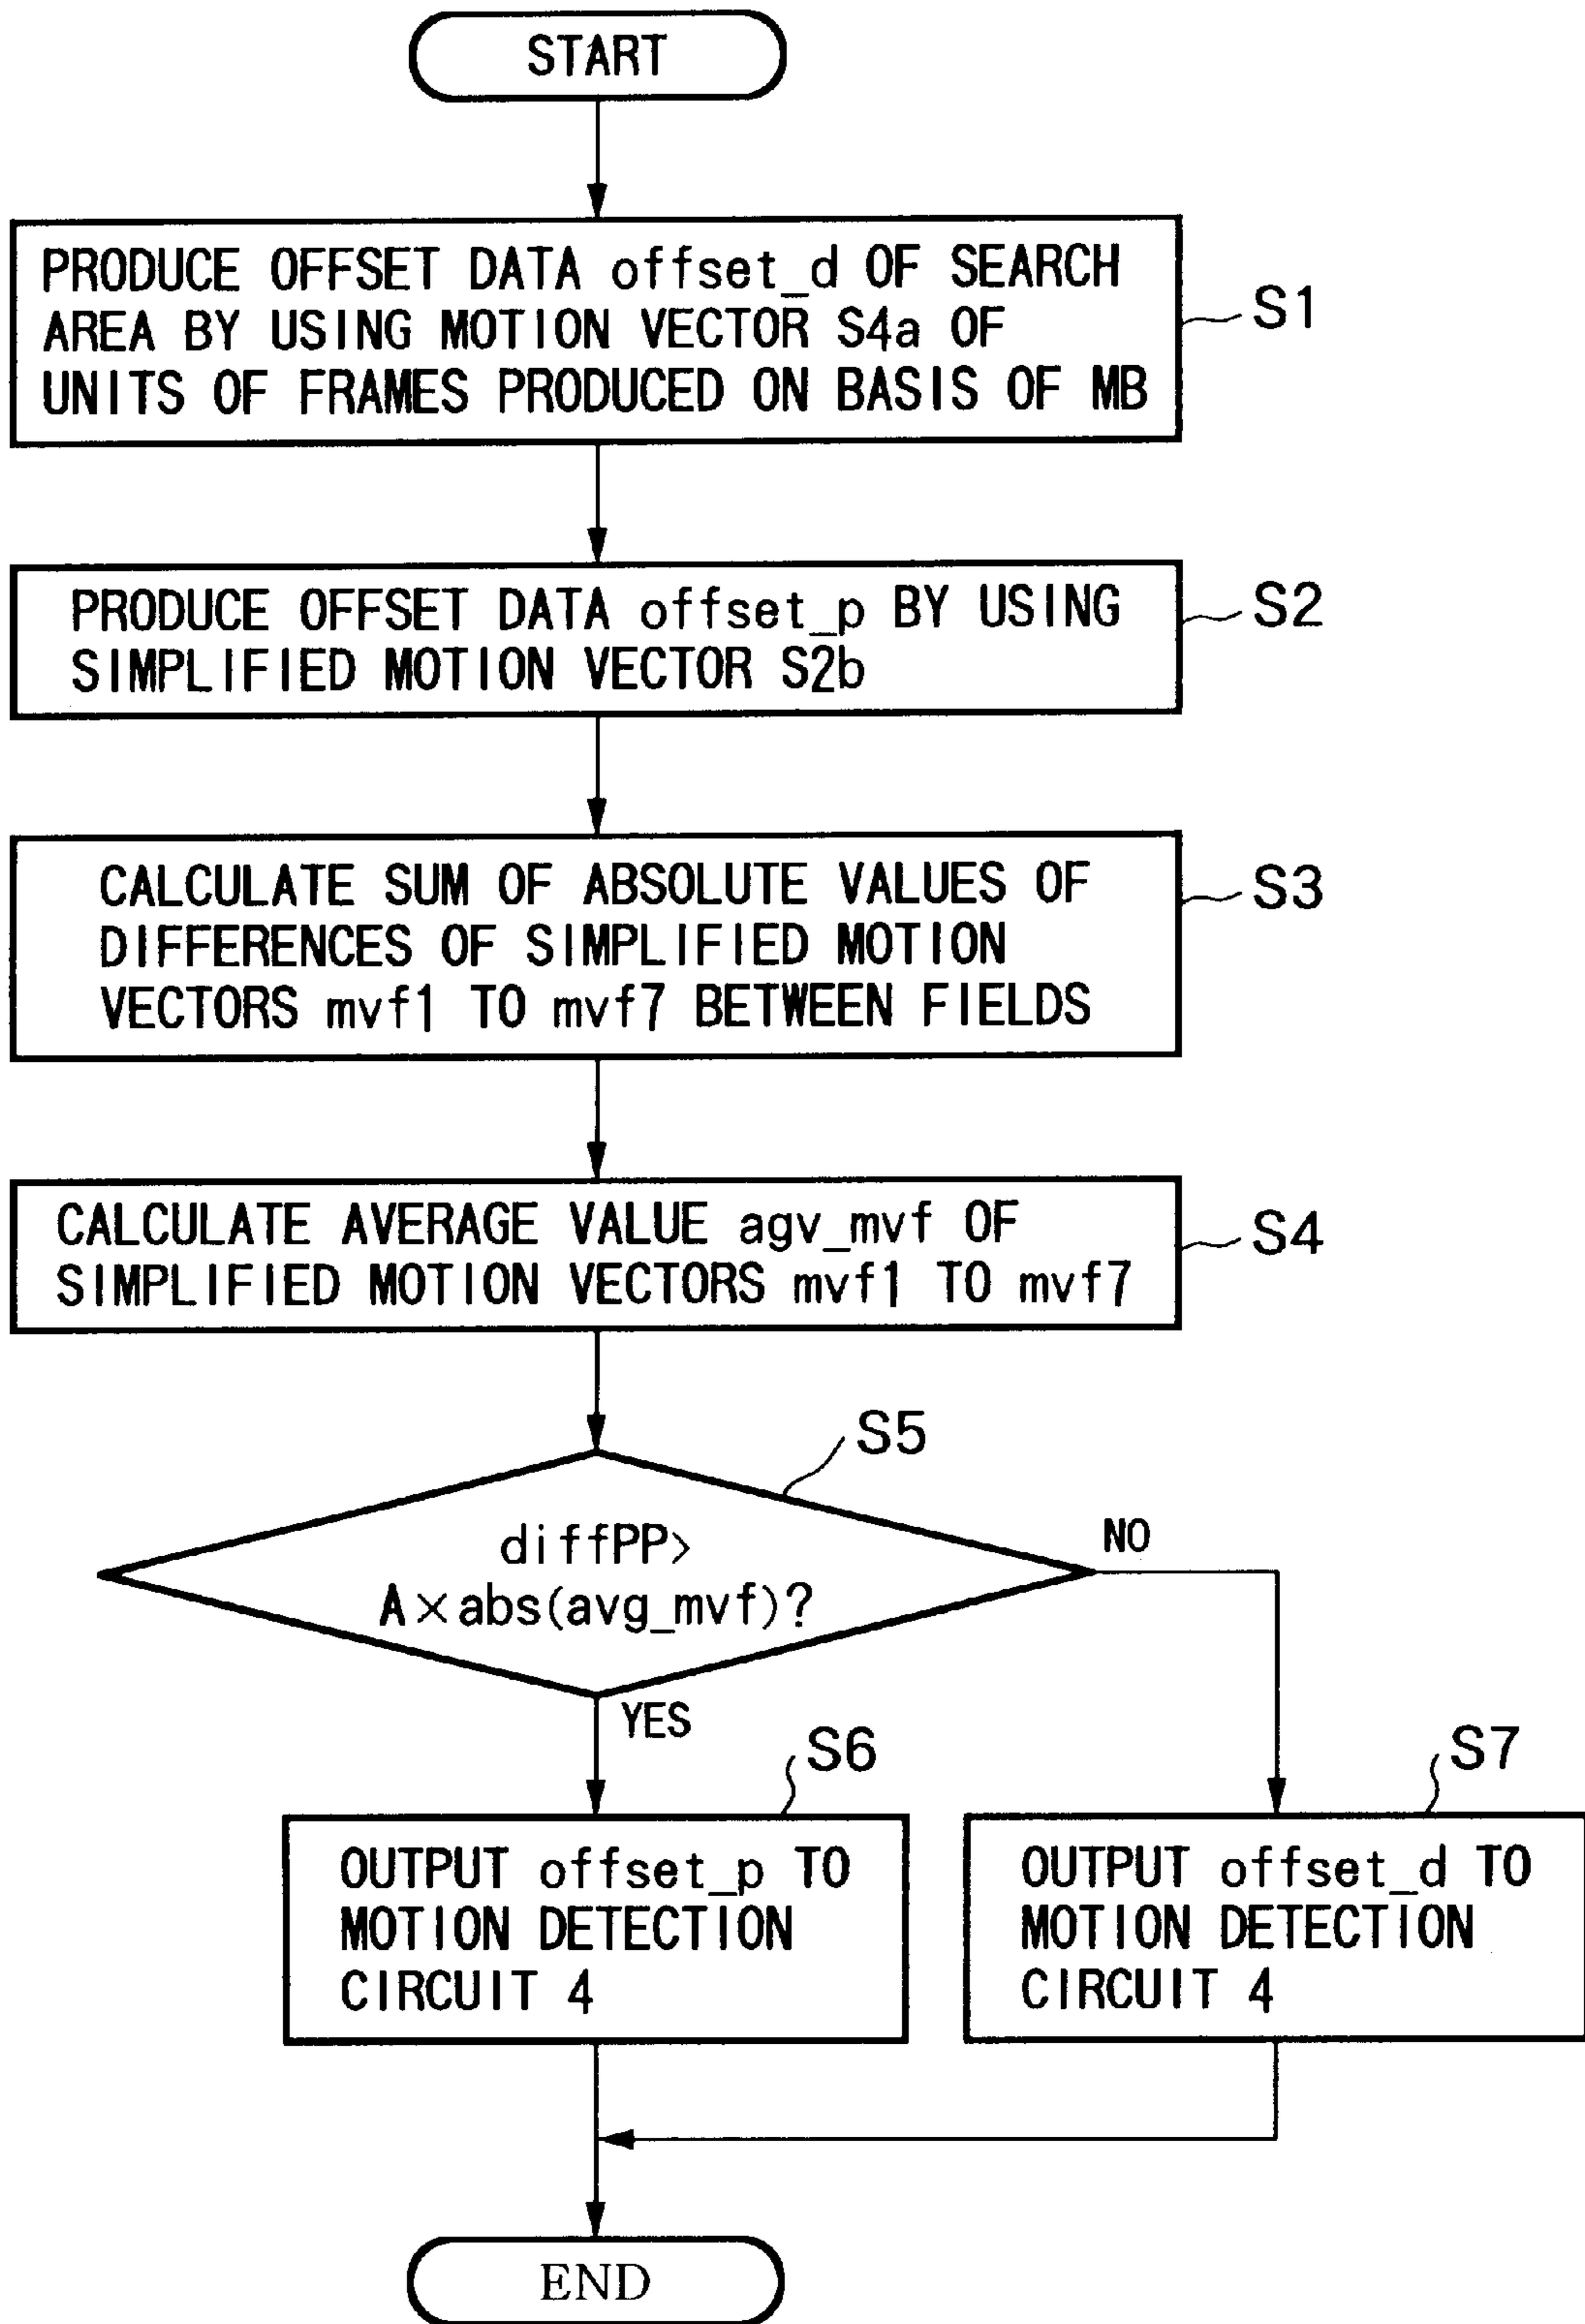 START
PRODUCE OFFSET DATA offset_d OF SEARCH
AREA BY USING MOTION VECTOR S4a OF
UNITS OF FRAMES PRODUCED ON BASIS OF MB
S1
PRODUCE OFFSET DATA offset_p BY USING
SIMPLIFIED MOTION VECTOR S2b
S2
CALCULATE SUM OF ABSOLUTE VALUES OF
DIFFERENCES OF SIMPLIFIED MOTION
VECTORS mvf1 TO mvf7 BETWEEN FIELDS
S3
CALCULATE AVERAGE VALUE agv_mvf OF
SIMPLIFIED MOTION VECTORS mvf1 TO mvf7
S4
S5
diffPP>
A×abs(avg_mvf)?
NO
YES
S6
OUTPUT offset_p TO
MOTION DETECTION
CIRCUIT 4
S7
OUTPUT offset_d TO
MOTION DETECTION
CIRCUIT 4
END